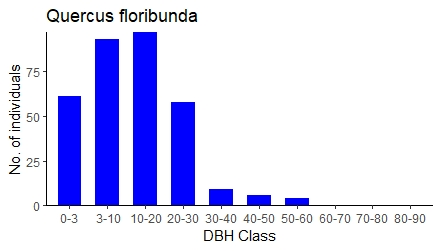 Quercus floribunda
No. of individuals
75
50
25
0
0-3 3-10 10-20 20-30 30-40 40-50 50-60 60-70 70-80 80-90
DBH Class